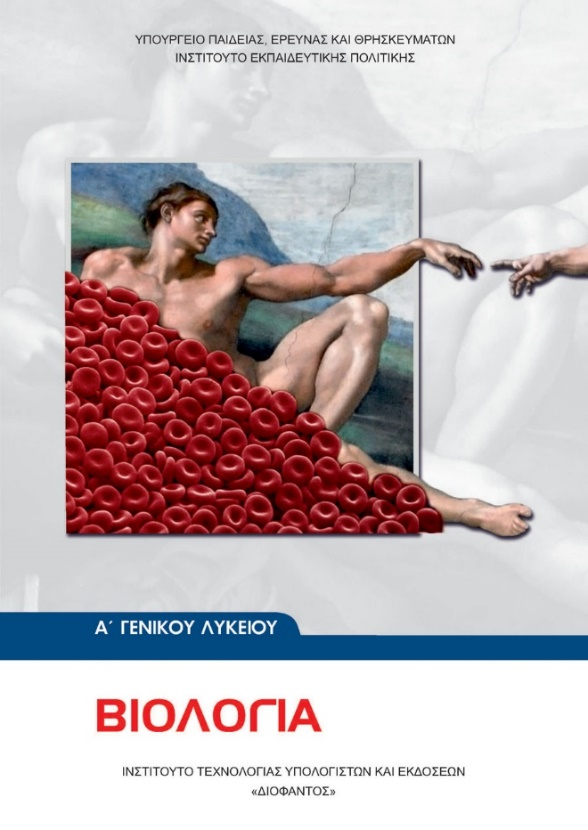 ΥΠΟΥΡΓΕΙΟ ΠΑΙΔΕΙΑΣ, ΕΡΕΥΝΑΣ ΚΑΙ ΘΡΗΣΚΕΥΜΑΤΩΝ
ΙΝΣΤΙΤΟΥΤΟ ΕΚΠΑΙΔΕΥΤΙΚΗΣ ΠΟΛΙΤΙΚΗΣ
Α΄ ΓΕΝΙΚΟΥ ΛΥΚΕΙΟΥ
ΒΙΟΛΟΓΙΑ
ΙΝΣΤΙΤΟΥΤΟ ΤΕΧΝΟΛΟΓΙΑΣ ΥΠΟΛΟΓΙΣΤΩΝ ΚΑΙ ΕΚΔΟΣΕΩΝ
«ΔΙΟΦΑΝΤΟΣ»